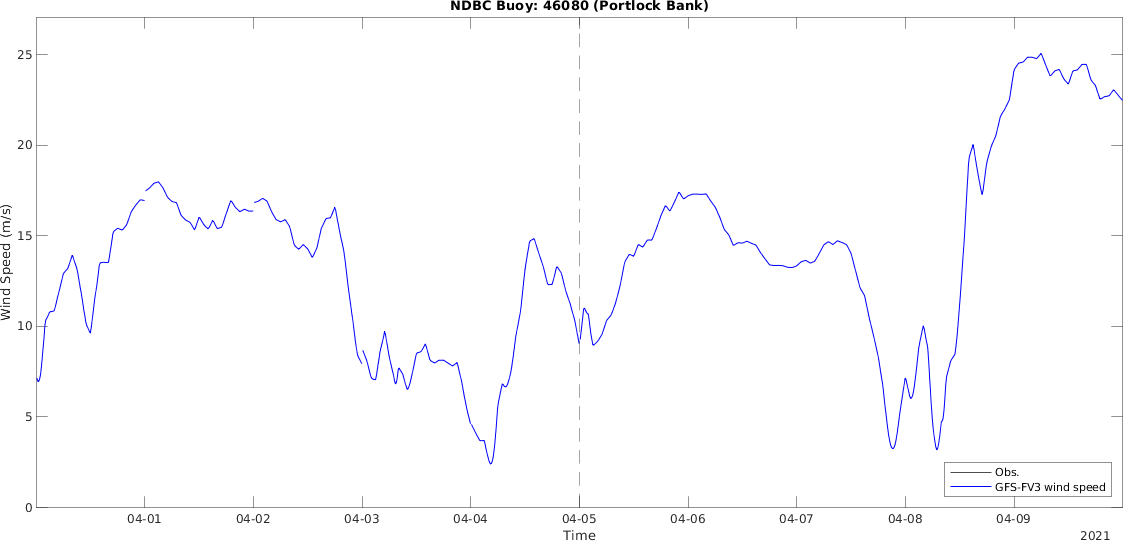 NDBC Buoy: 46080 (Portlock Bank)
25
20
15
10
5
0
Wind Speed (m/s)
04-01 04-02 04-03 04-04 04-05 04-06 04-07 04-08 04-09
Time
2021
Obs.
GFS-FV3 wind speed